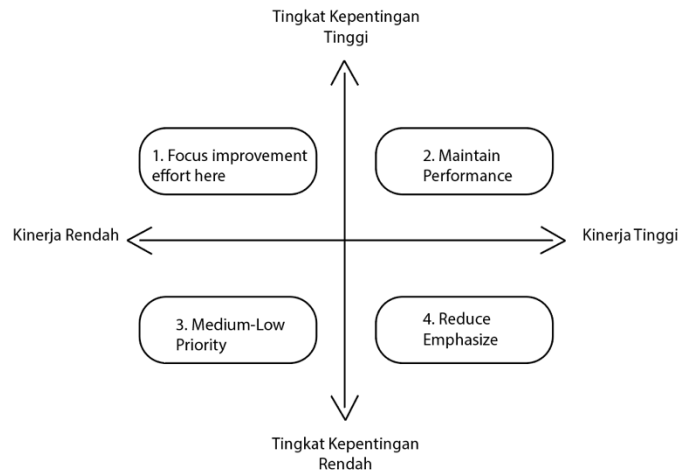 Tingkat Kepentingan
Tinggi
1. Focus improvement
effort here
2. Maintain
Performance
Kinerja Rendah
Kinerja Tinggi
3. Medium-Low
Priority
4. Reduce
Emphasize
Tingkat Kepentingan
Rendah